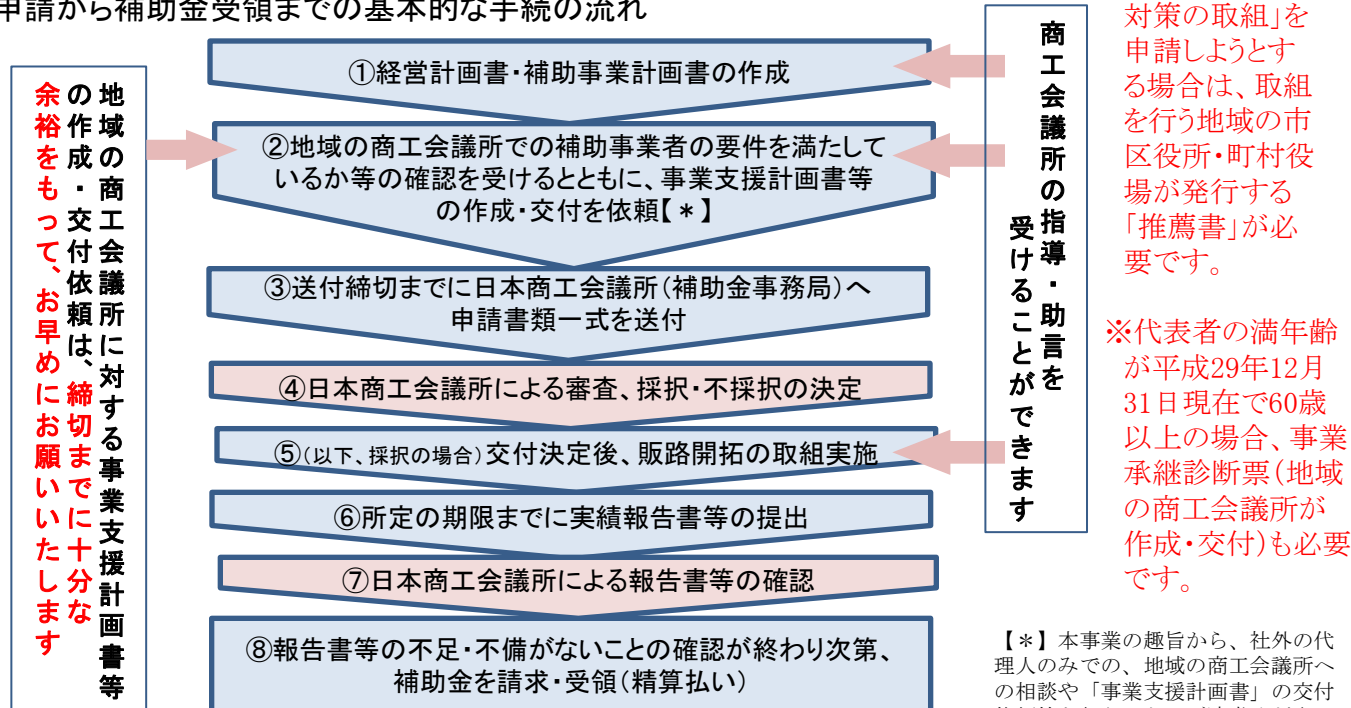 申請から補助金受領までの基本的な手続の流れ
地域の商工会議所に対する事業支援計画書等
の作成・交付依頼は、締切までに十分な
余裕をもって、お早めにお願いいたします
①経営計画書・補助事業計画書の作成
②地域の商工会議所での補助事業者の要件を満たして
いるか等の確認を受けるとともに、事業支援計画書等
の作成・交付を依頼【＊】
③送付締切までに日本商工会議所（補助金事務局）へ
申請書類一式を送付
④日本商工会議所による審査、採択・不採択の決定
⑤（以下、採択の場合）交付決定後、販路開拓の取組実施
⑥所定の期限までに実績報告書等の提出
⑦日本商工会議所による報告書等の確認
⑧報告書等の不足・不備がないことの確認が終わり次第、
補助金を請求・受領（精算払い）
商工会議所の指導・助言を
受けることができます
対策の取組」を
申請しようとす
る場合は、取組
を行う地域の市
区役所・町村役
場が発行する
「推薦書」が必
要です。
※代表者の満年齢
が平成29年12月
31日現在で60歳
以上の場合、事業
承継診断票（地域
の商工会議所が
作成・交付）も必要
です。
【＊】本事業の趣旨から、社外の代
理人のみでの、地域の商工会議所へ
の相談や「事業支援計画書」の交付